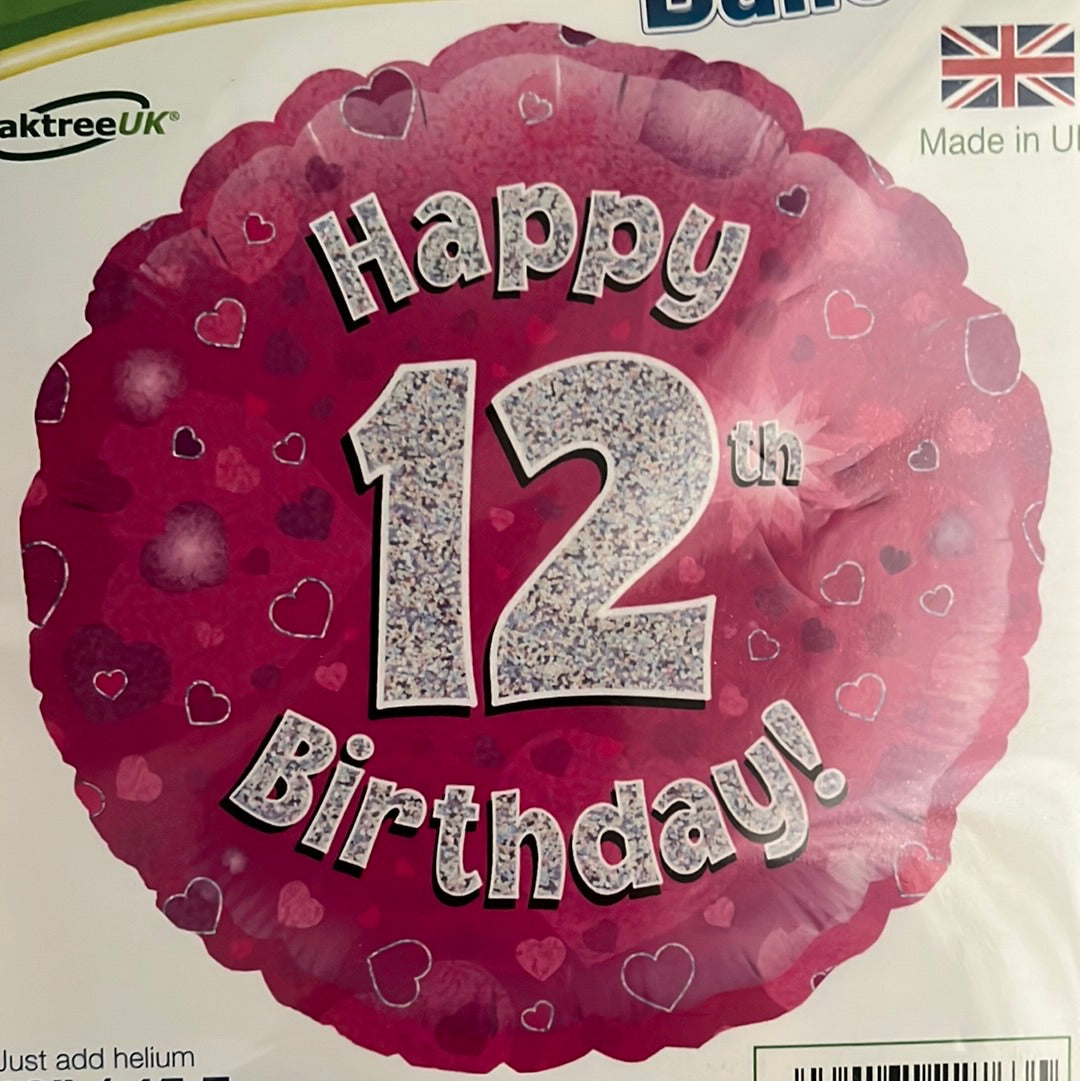 aktreeUK®
Made in U
Happy
12th
Birthday!
Just add helium